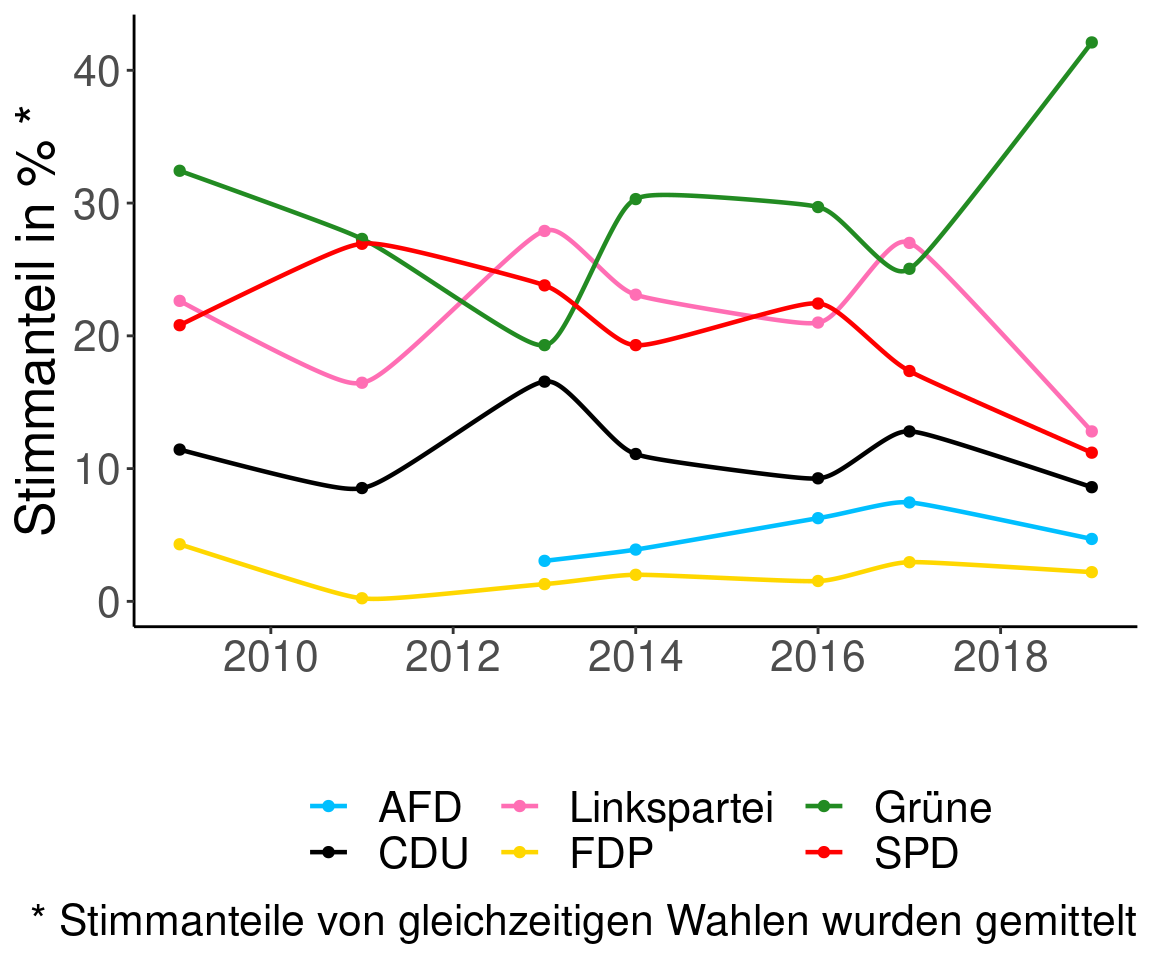 Stimmanteil in % *
40
30
20
10
0
2010 2012 2014 2016 2018
AFD Linkspartei Grüne
CDU FDP SPD
* Stimmanteile von gleichzeitigen Wahlen wurden gemittelt